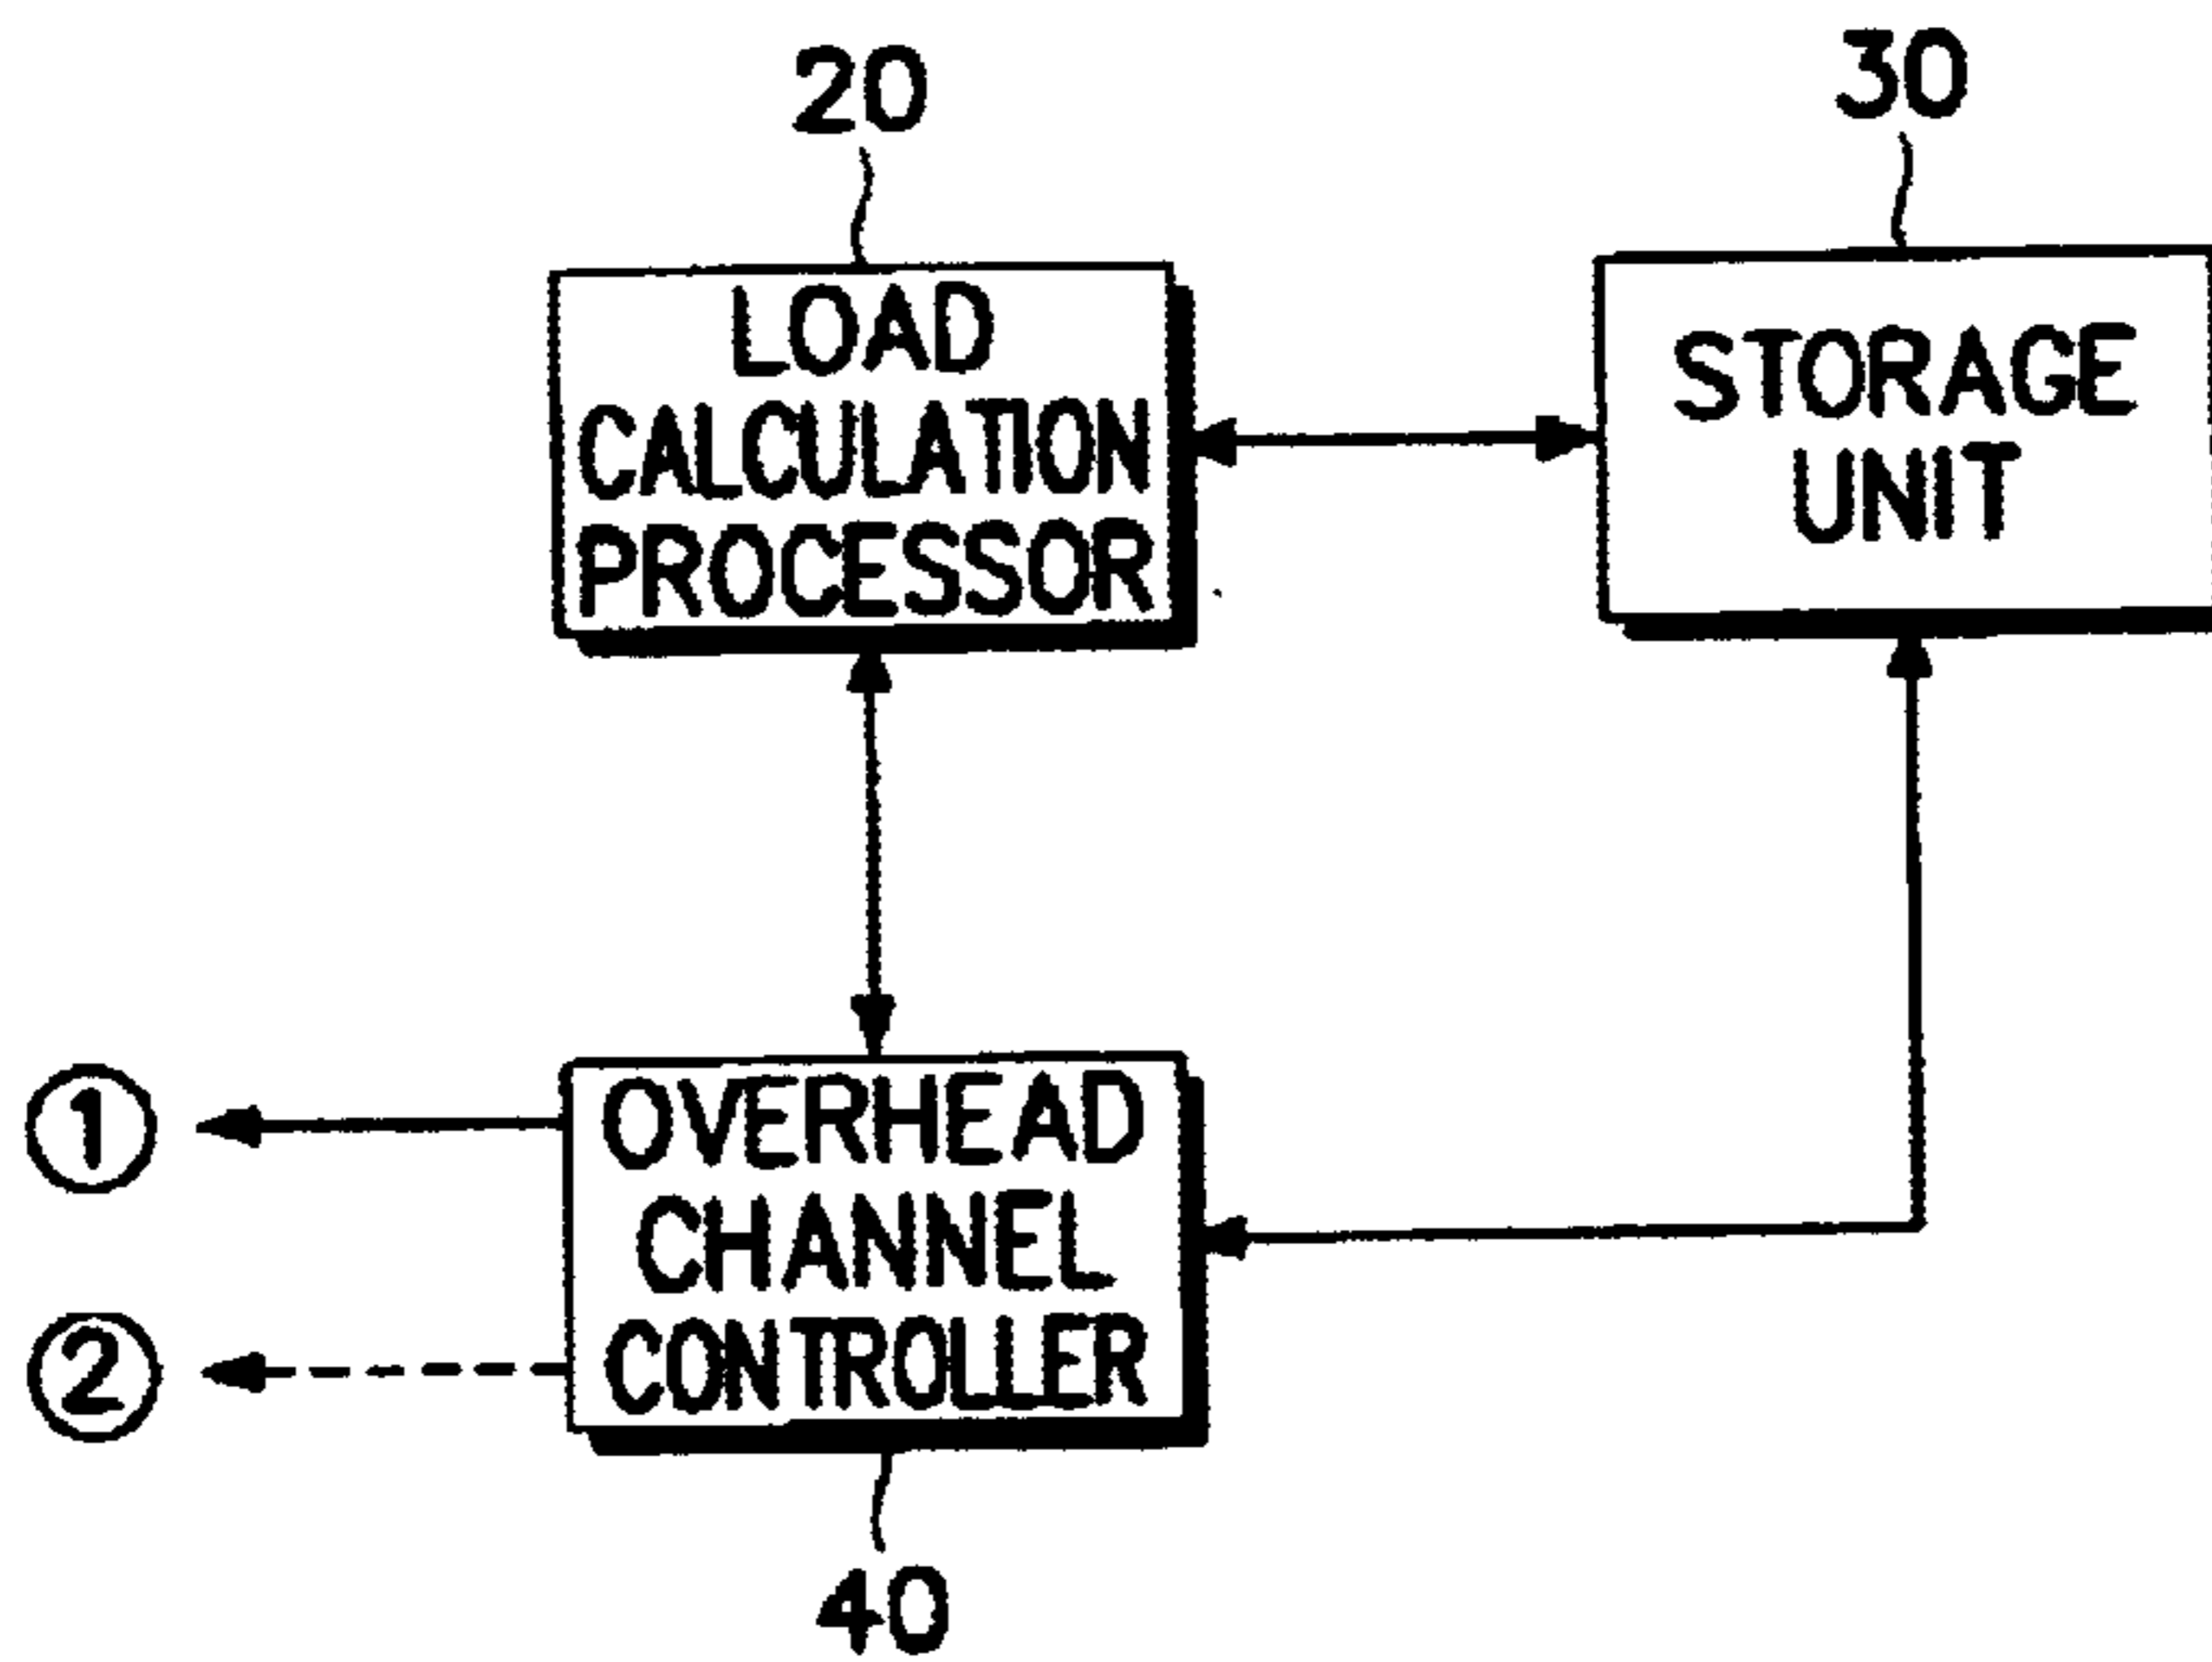 20
30
LOAD
CALCULATION
PROCESSOR
STORAGE
UNIT
1
2
OVERHEAD
CHANNEL
CONTROLLER
40